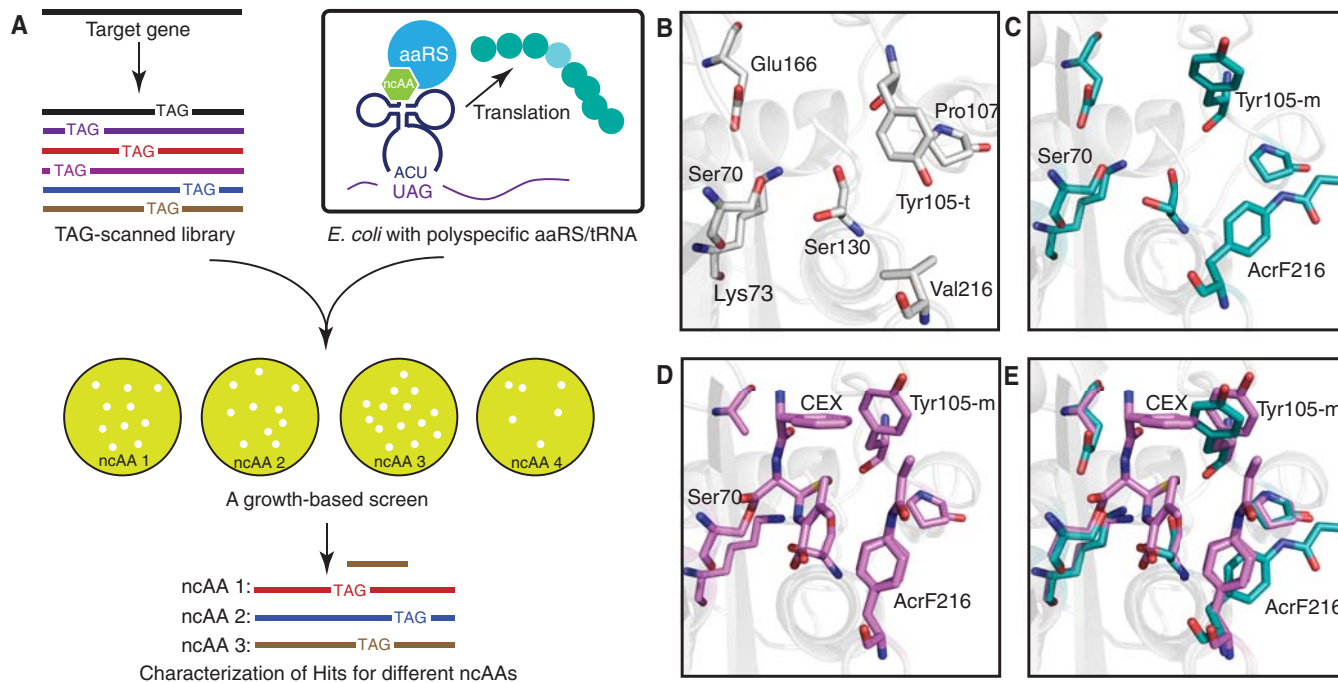 A
Target gene
TAG
TAG
TAG
TAG
TAG
TAG
TAG-scanned library
aaRS
ncAA
Translation
ACU
UAG
E. coli with polyspecific aaRS/tRNA
ncAA 1
ncAA 2
ncAA 3
ncAA 4
A growth-based screen
ncAA 1:
TAG
ncAA 2:
TAG
ncAA 3:
TAG
Characterization of Hits for different ncAAs
B
Glu166
Pro107
Ser70
Tyr105-t
Ser130
Lys73
Val216
C
Tyr105-m
Ser70
AcrF216
D
CEX
Tyr105-m
Ser70
AcrF216
E
CEX
Tyr105-m
AcrF216